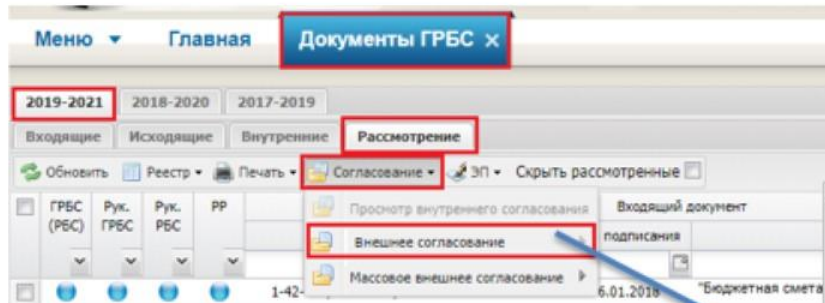 Меню Главная Документы ГРБС ×
2019-2021 2018-2020 2017-2019
Входящие Исходящие Внутренние Рассмотрение
Обновить Реестр Печать Согласование ЭП Скрыть рассмотренные
ГРБС (РБС) Рук. ГРБС Рук. РБС РР Входящий документ
подписания
Просмотр внутреннего согласования
Внешнее согласование
Массовое внешнее согласование
1-42- 6.01.2018 "Бюджетная смета